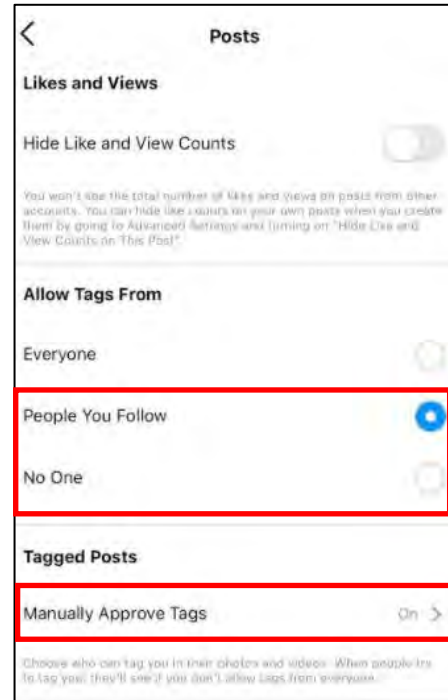 Posts
Likes and Views
Hide Like and View Counts
You won't see the total number of likes and views on posts from other
accounts. You can hide like counts on your own posts when you create
them by going to Advanced Settings and turning on "Hide Like and
View Counts on This Post".
Allow Tags From
Everyone
People You Follow
No One
Tagged Posts
Manually Approve Tags On
Choose who can tag you in their photos and videos. When people try
to tag you, they'll see if you don't allow tags from everyone.